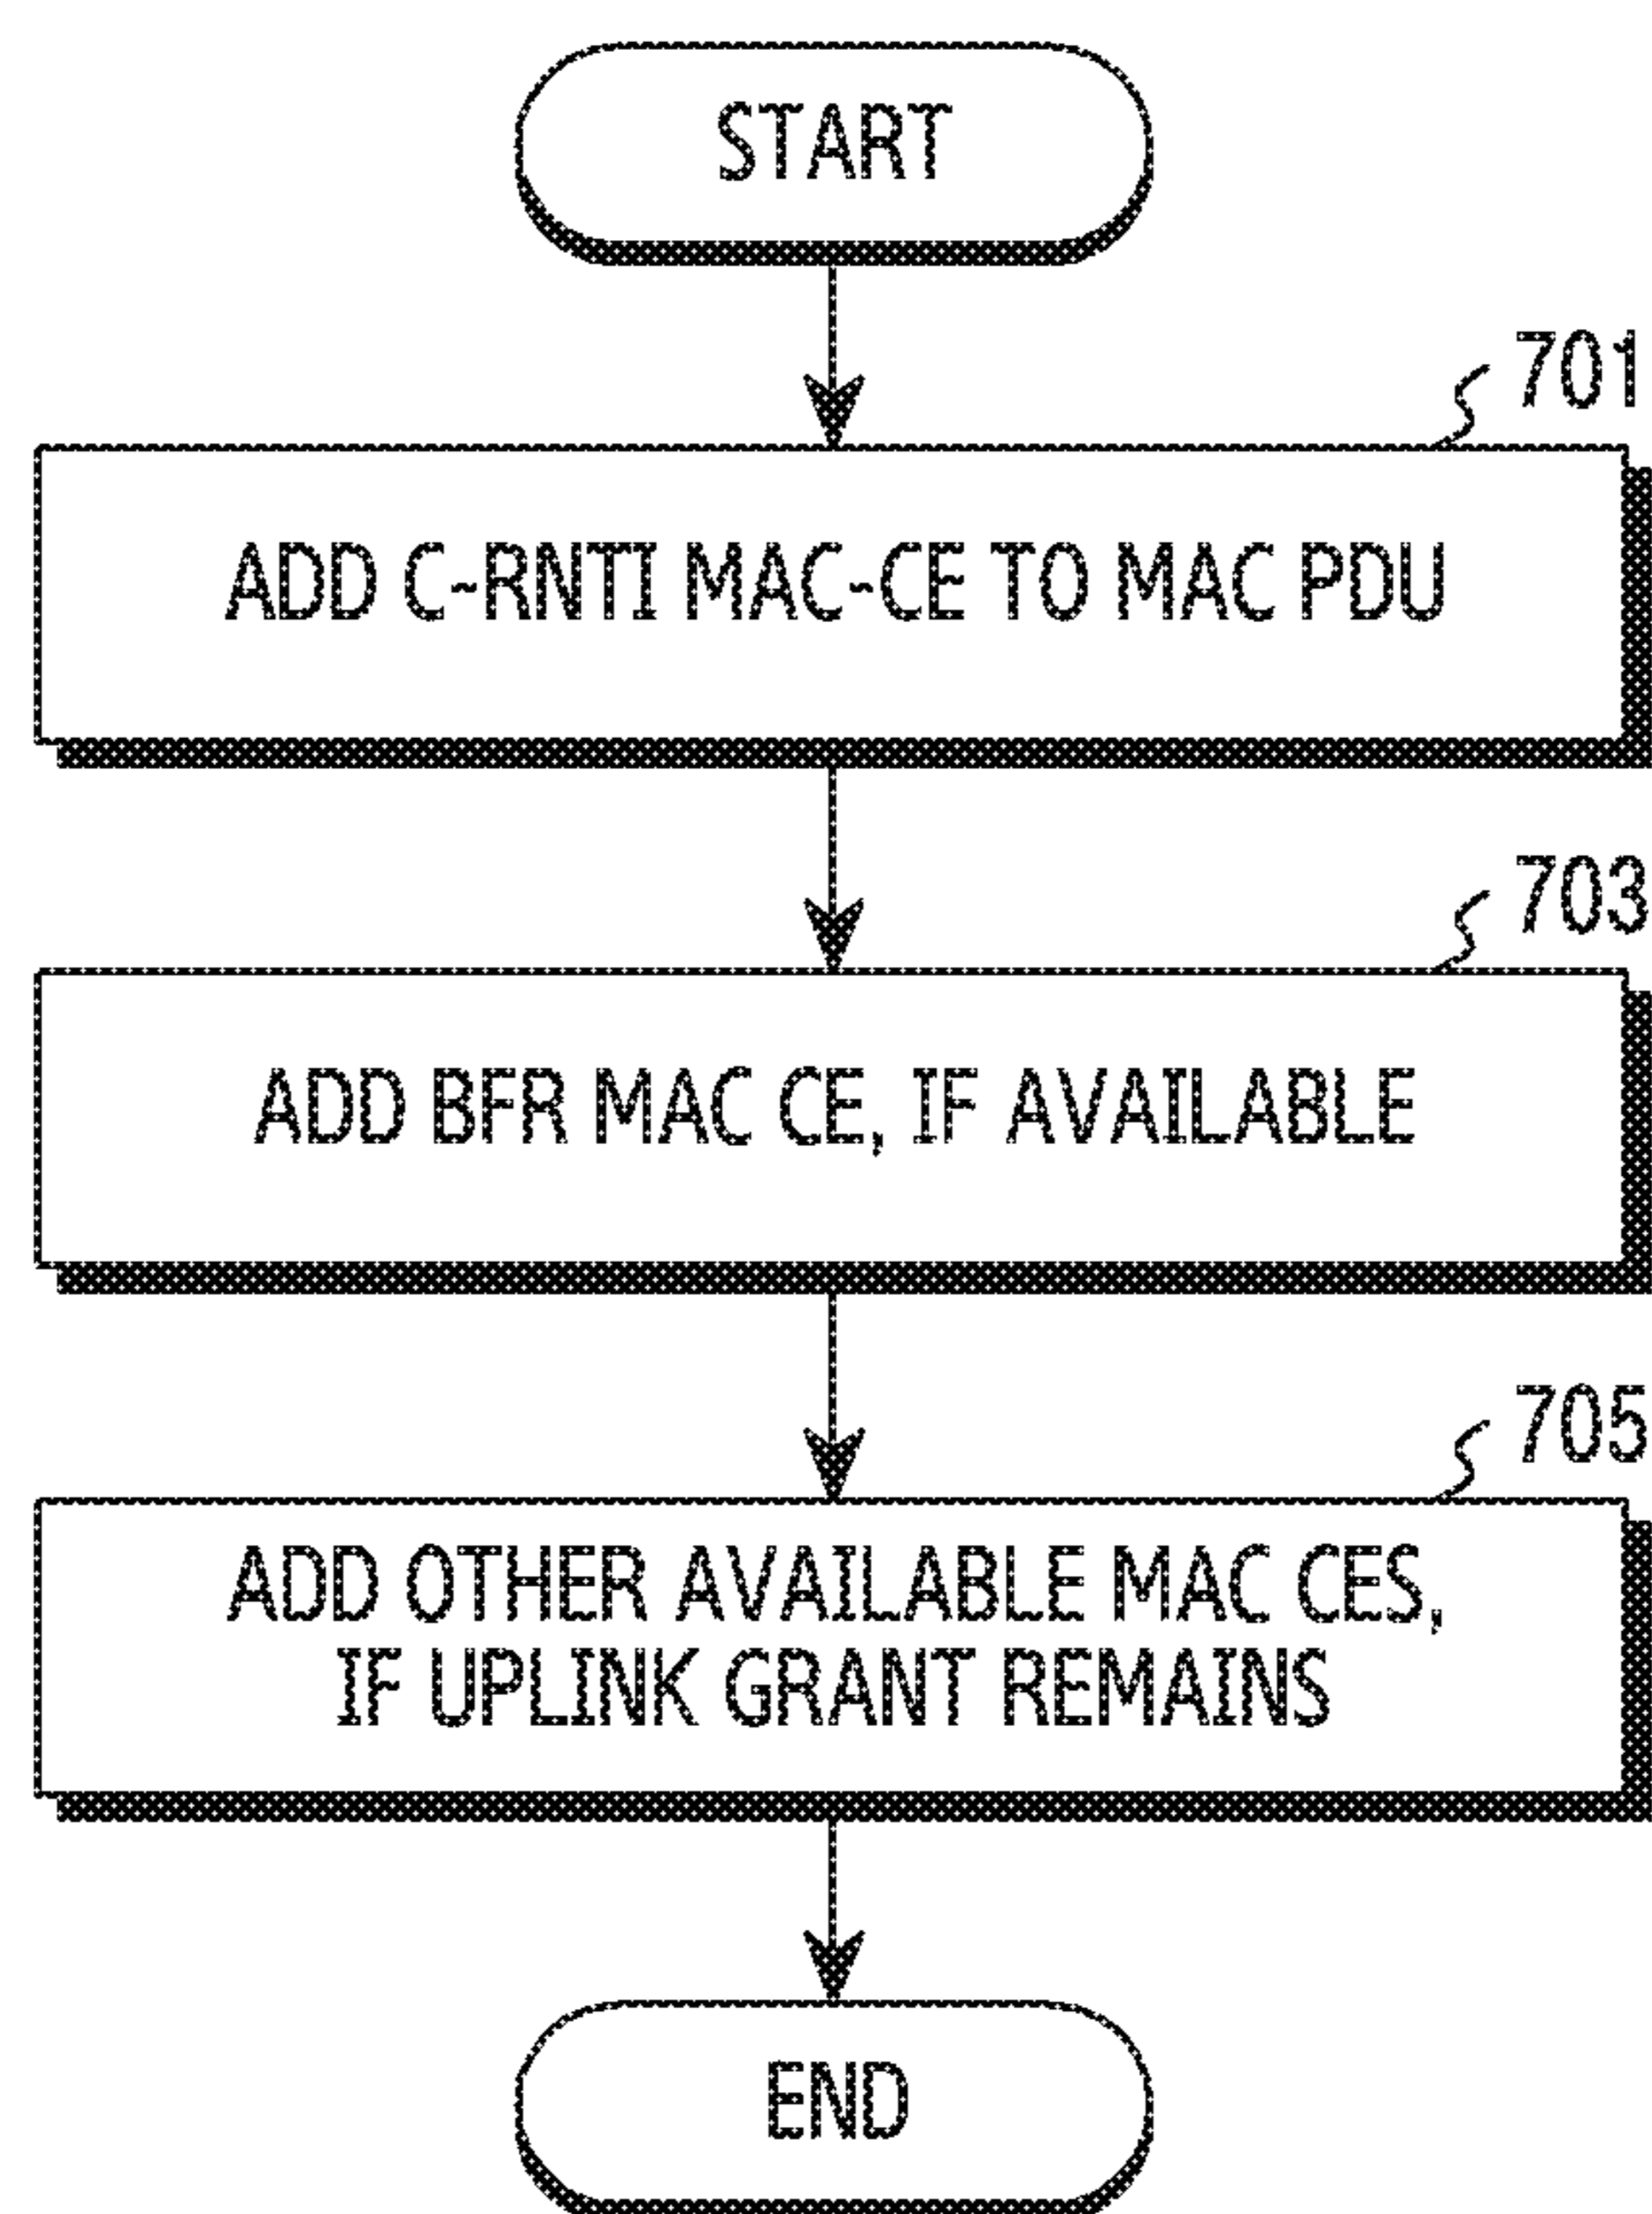 START
701
ADD C-RNTI MAC-CE TO MAC PDU
703
ADD BFR MAC CE, IF AVAILABLE
705
ADD OTHER AVAILABLE MAC CES,
IF UPLINK GRANT REMAINS
END